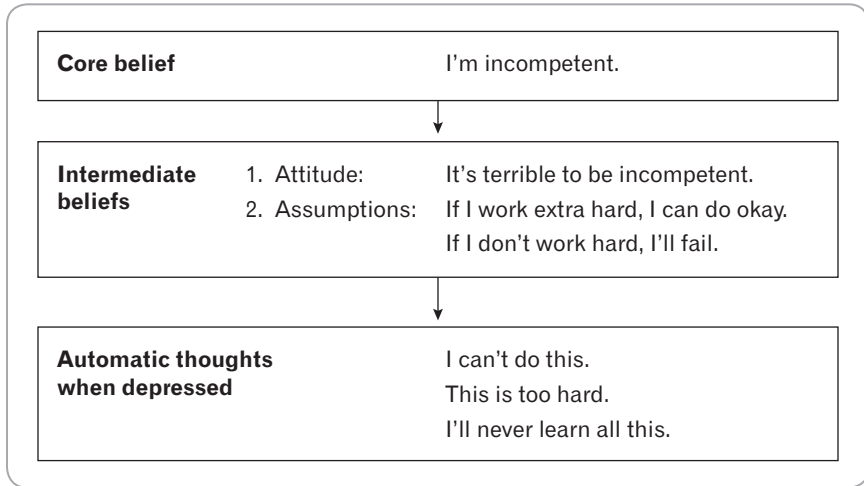 Core belief I’m incompetent.
Intermediate 1. Attitude: It’s terrible to be incompetent.
beliefs 2. Assumptions: If I work extra hard, I can do okay.
If I don’t work hard, I’ll fail.
Automatic thoughts I can’t do this.
when depressed This is too hard.
I’ll never learn all this.